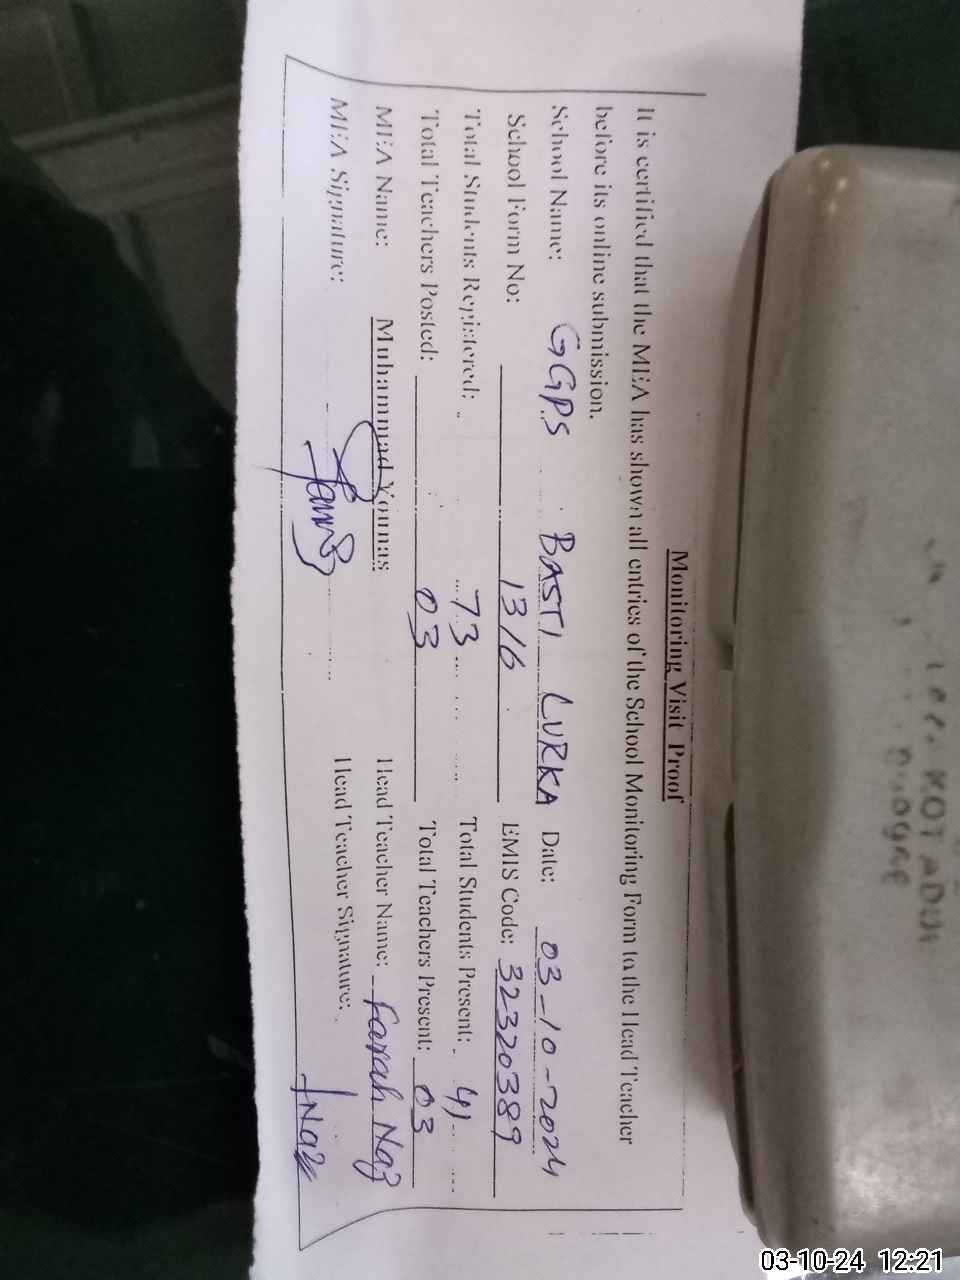 Monitoring Visit Proof
It is certified that the MEA has shown all entries of the School Monitoring Form to the Head Teacher
before its online submission.
School Name: GGPS BASTI LURKA Date: 03-10-2024
School Form No: 1316 EMIS Code: 32320389
Total Students Registered: 73 Total Students Present: 41
Total Teachers Posted: 03 Total Teachers Present: 03
MEA Name: Muhammad Younas Head Teacher Name: Farah Naz
MEA Signature: Head Teacher Signature: FNaz
KOT ADDU
03-10-24 12:21